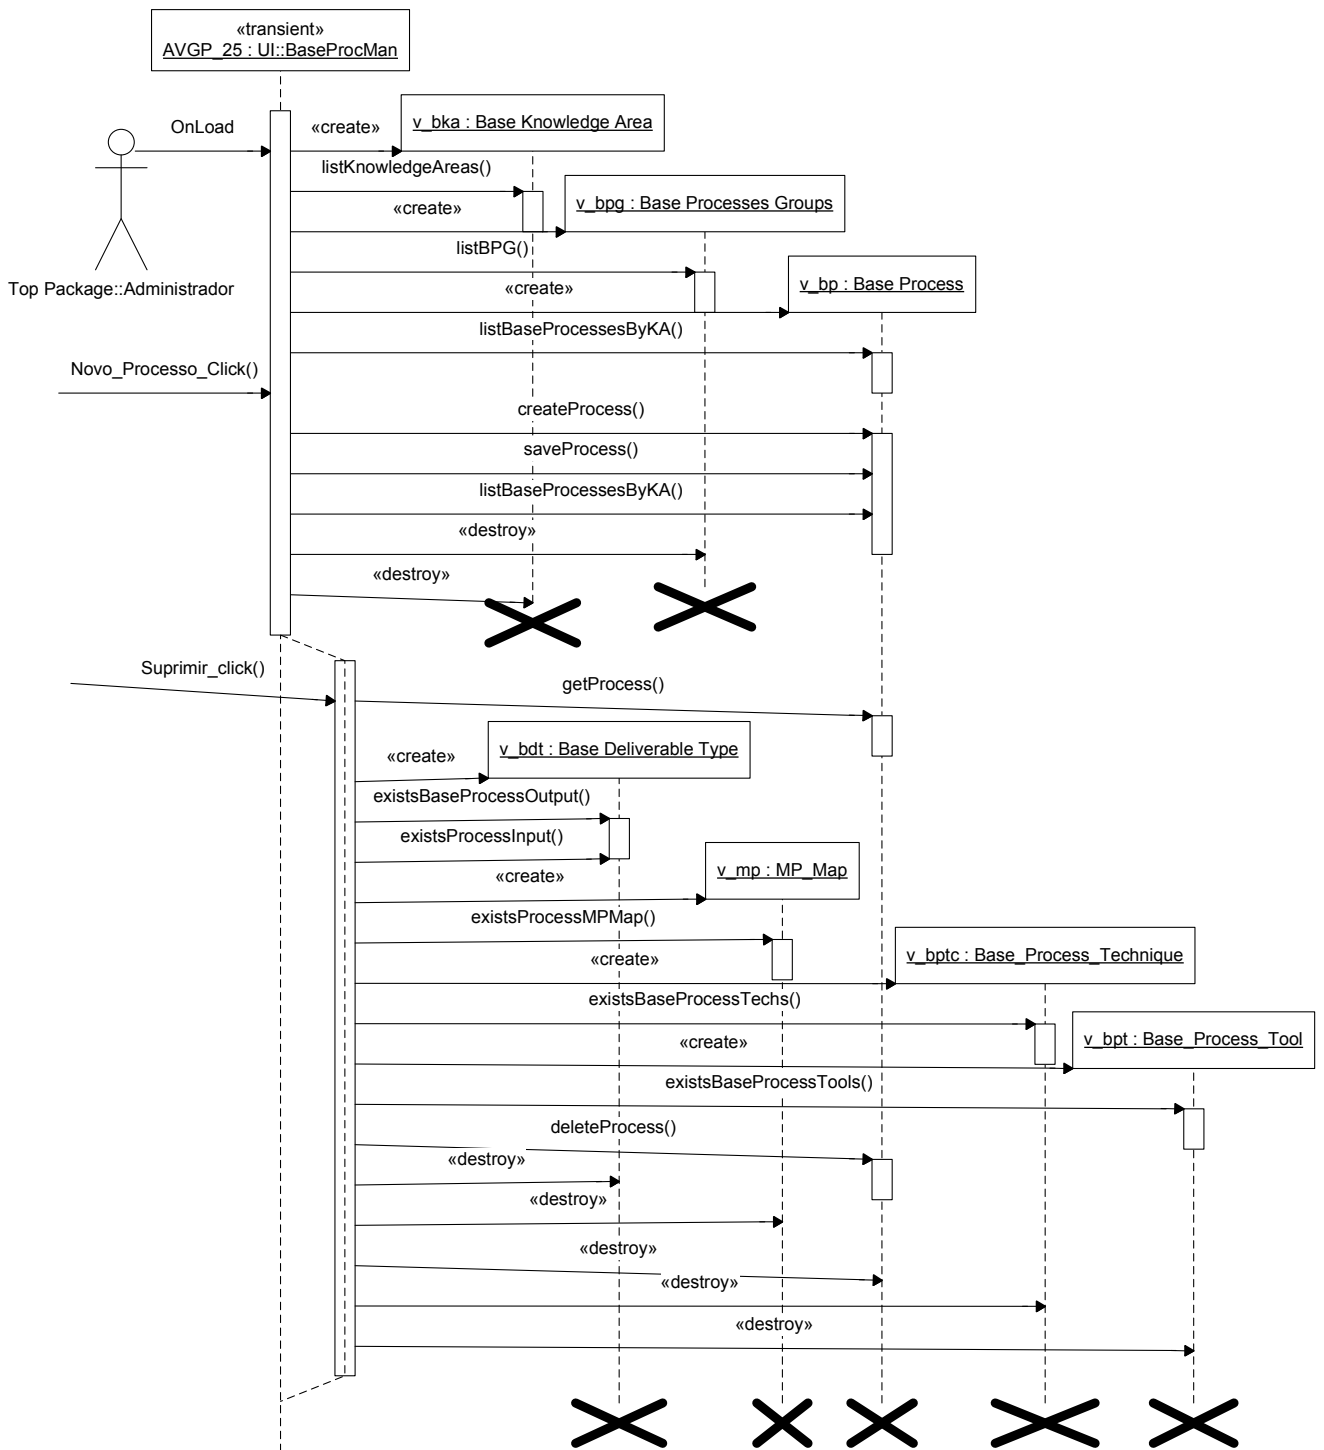 «transient»
AVGP_25 : UI::BaseProcMan
v_bka : Base Knowledge Area
OnLoad
«create»
listKnowledgeAreas()
v_bpg : Base Processes Groups
«create»
listBPG()
v_bp : Base Process
«create»
Top Package::Administrador
listBaseProcessesByKA()
Novo_Processo_Click()
createProcess()
saveProcess()
listBaseProcessesByKA()
«destroy»
«destroy»
Suprimir_click()
getProcess()
v_bdt : Base Deliverable Type
«create»
existsBaseProcessOutput()
existsProcessInput()
v_mp : MP_Map
«create»
existsProcessMPMap()
v_bptc : Base_Process_Technique
«create»
existsBaseProcessTechs()
v_bpt : Base_Process_Tool
«create»
existsBaseProcessTools()
deleteProcess()
«destroy»
«destroy»
«destroy»
«destroy»
«destroy»